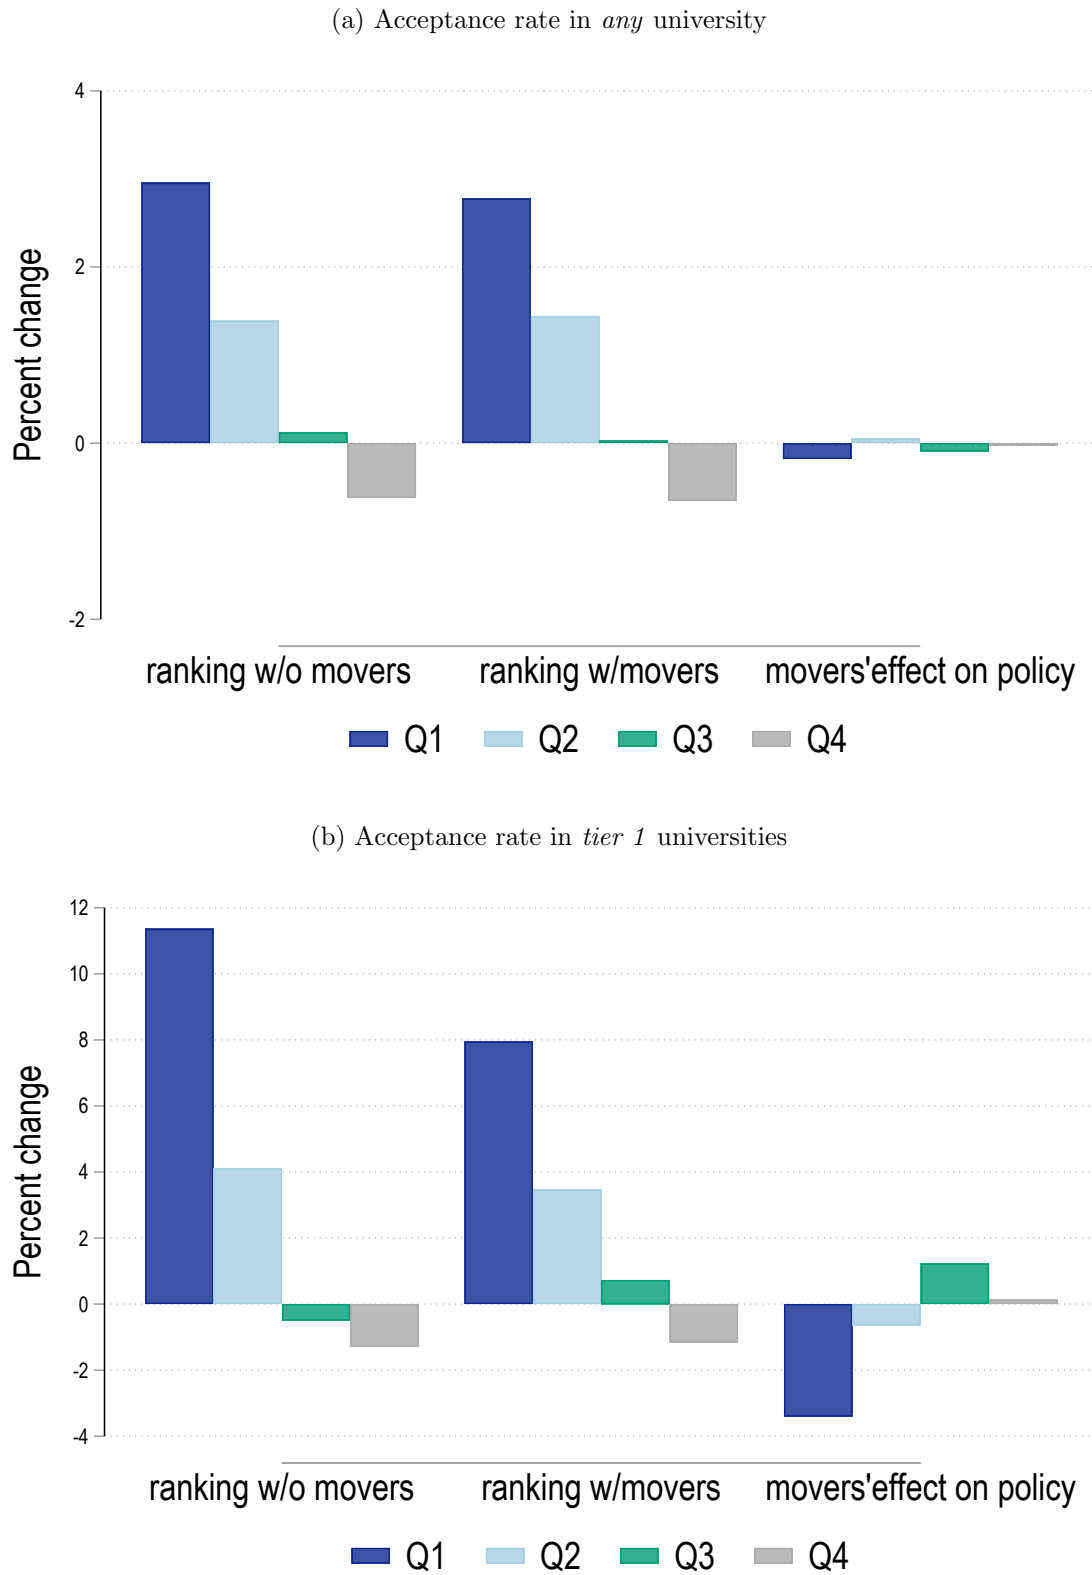 (a) Acceptance rate in any university
4
2
0
-2
Percent change
ranking w/o movers ranking w/movers movers'effect on policy
Q1 Q2 Q3 Q4
(b) Acceptance rate in tier 1 universities
12
10
8
6
4
2
0
-2
-4
Percent change
ranking w/o movers ranking w/movers movers'effect on policy
Q1 Q2 Q3 Q4